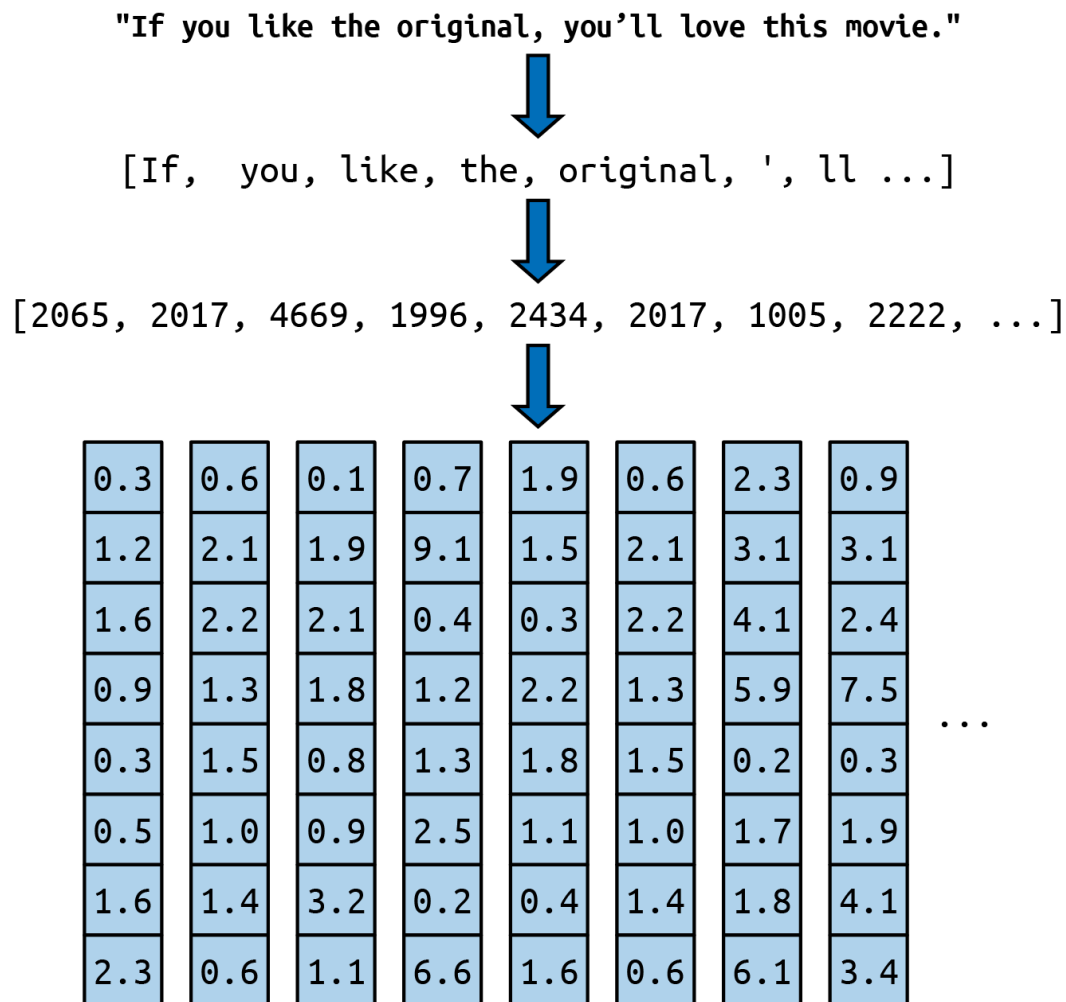 "If you like the original, you’ll love this movie."
[If, you, like, the, original, ', ll ...]
[2065, 2017, 4669, 1996, 2434, 2017, 1005, 2222, ...]
0.3 0.6 0.1 0.7 1.9 0.6 2.3 0.9
1.2 2.1 1.9 9.1 1.5 2.1 3.1 3.1
1.6 2.2 2.1 0.4 0.3 2.2 4.1 2.4
0.9 1.3 1.8 1.2 2.2 1.3 5.9 7.5
...
0.3 1.5 0.8 1.3 1.8 1.5 0.2 0.3
0.5 1.0 0.9 2.5 1.1 1.0 1.7 1.9
1.6 1.4 3.2 0.2 0.4 1.4 1.8 4.1
2.3 0.6 1.1 6.6 1.6 0.6 6.1 3.4